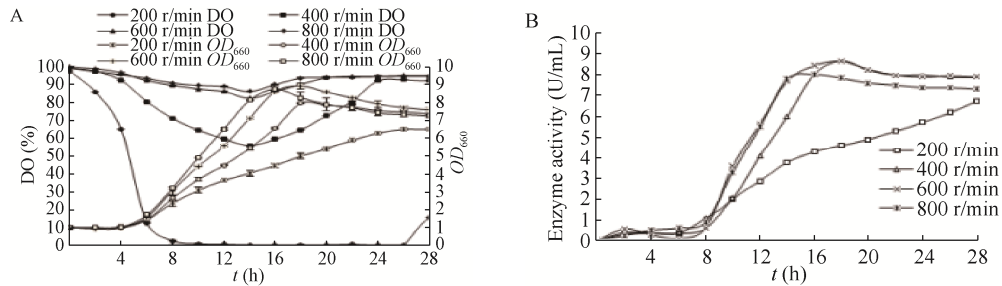 A
200 r/min DO
400 r/min DO
600 r/min DO
800 r/min DO
200 r/min OD660
400 r/min OD660
600 r/min OD660
800 r/min OD660
DO (%)
100
90
80
70
60
50
40
30
20
10
0
10
9
8
7
6
5
4
3
2
1
0
OD660
4 8 12 16 20 24 28
t (h)
B
Enzyme activity (U/mL)
10
9
8
7
6
5
4
3
2
1
0
200 r/min
400 r/min
600 r/min
800 r/min
4 8 12 16 20 24 28
t (h)